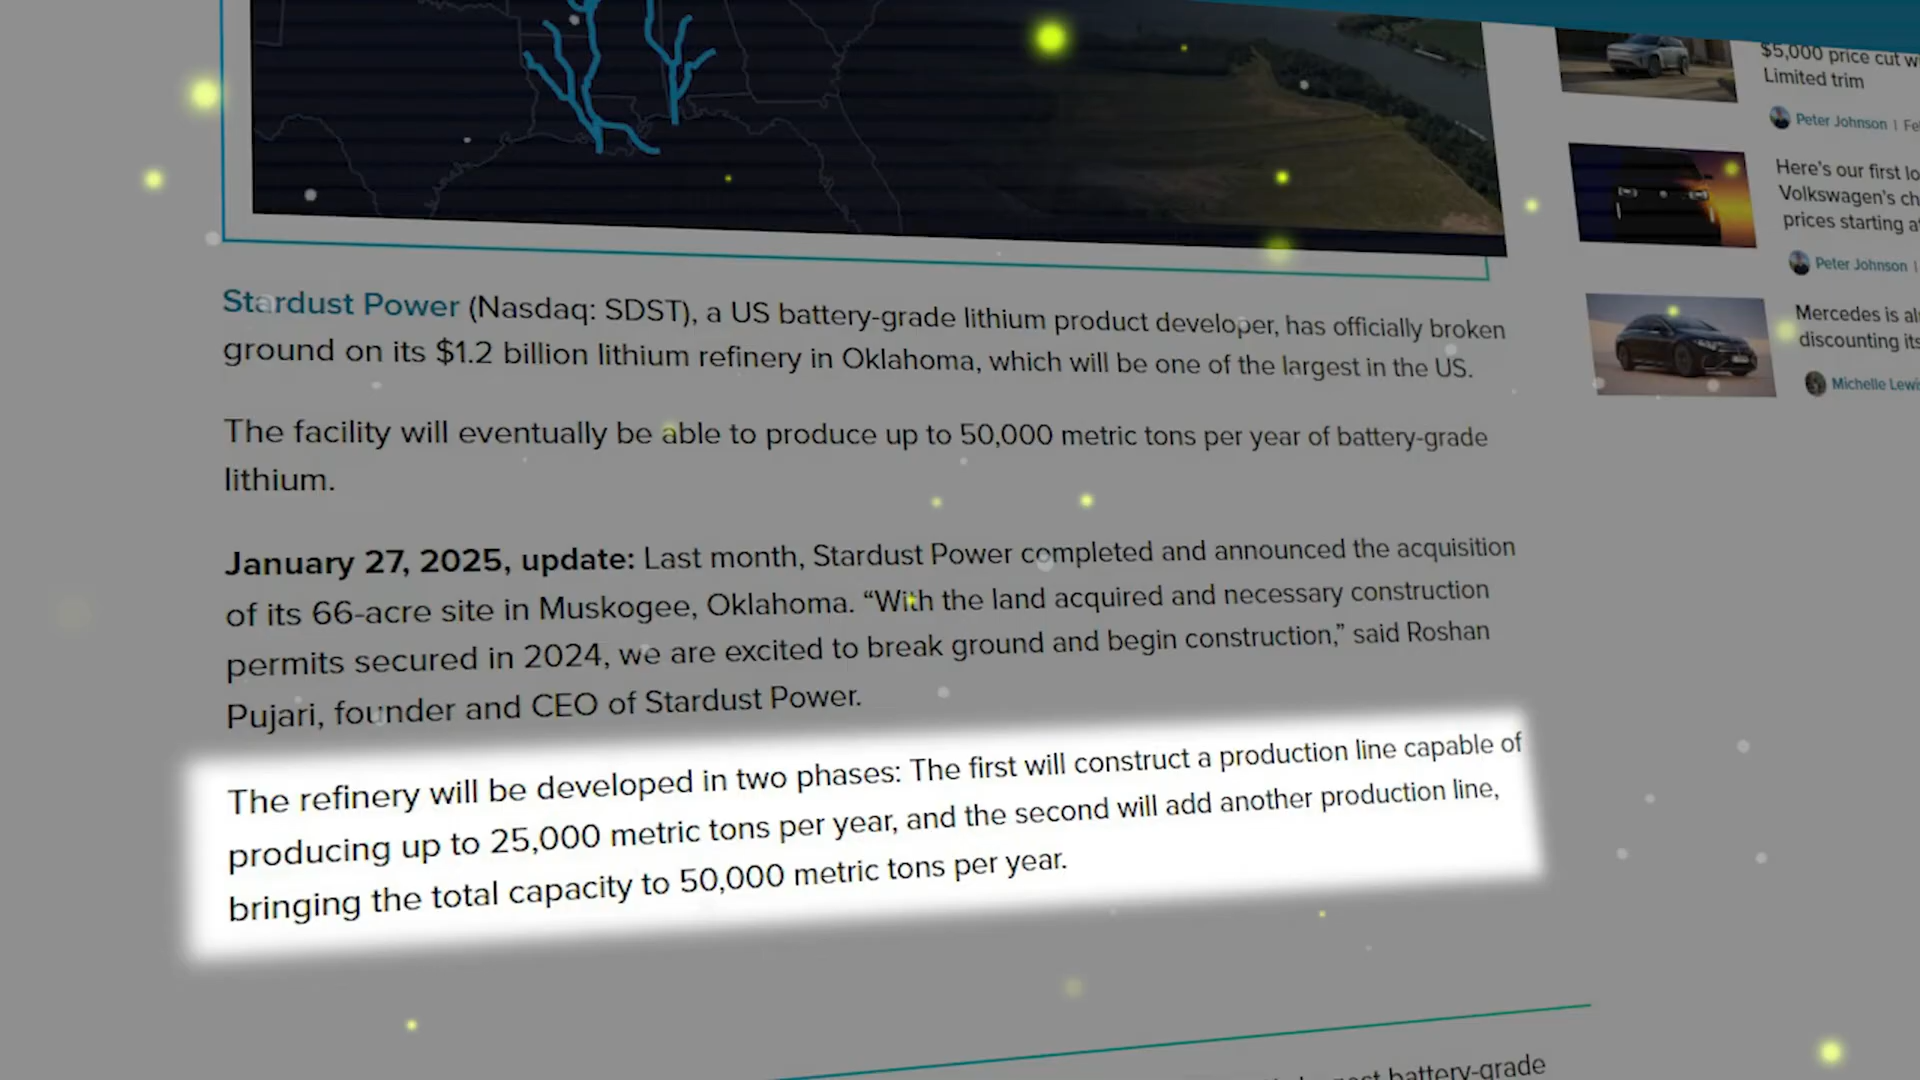 Stardust Power (Nasdaq: SDST), a US battery-grade lithium product developer, has officially broken
ground on its $1.2 billion lithium refinery in Oklahoma, which will be one of the largest in the US.
The facility will eventually be able to produce up to 50,000 metric tons per year of battery-grade
lithium.
January 27, 2025, update: Last month, Stardust Power completed and announced the acquisition
of its 66-acre site in Muskogee, Oklahoma. “With the land acquired and necessary construction
permits secured in 2024, we are excited to break ground and begin construction,” said Roshan
Pujari, founder and CEO of Stardust Power.
The refinery will be developed in two phases: The first will construct a production line capable of
producing up to 25,000 metric tons per year, and the second will add another production line,
bringing the total capacity to 50,000 metric tons per year.
battery-grade
$5,000 price cut
Limited trim
Peter Johnson |
Here's our first
Volkswagen's
prices starting
Peter Johnson |
Mercedes is
discounting its
Michelle